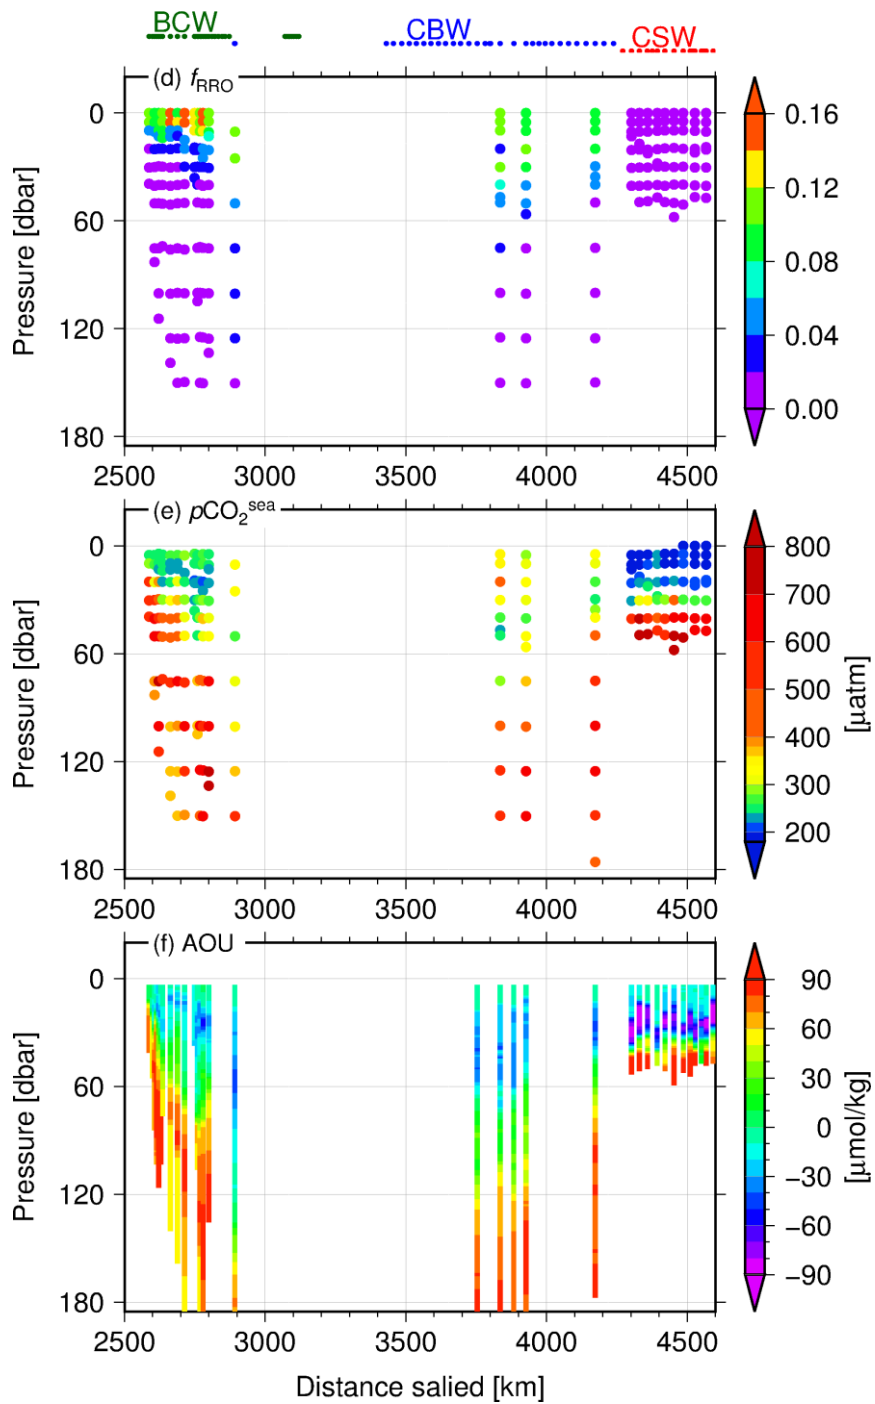 BCW CBW CSW
(d) fRRO
0
60
120
180
Pressure [dbar]
2500 3000 3500 4000 4500
0.16
0.12
0.08
0.04
0.00
(e) pCO₂ˢᵉᵃ
0
60
120
180
Pressure [dbar]
2500 3000 3500 4000 4500
800
700
600
500
400
300
200
[µatm]
(f) AOU
0
60
120
180
Pressure [dbar]
2500 3000 3500 4000 4500
Distance salied [km]
90
60
30
0
−30
−60
−90
[µmol/kg]